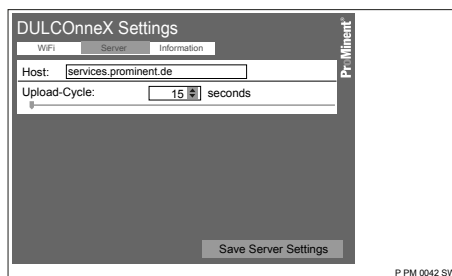 DULCOnneX Settings
WiFi Server Information
Host: services.prominent.de
Upload-Cycle: 15 seconds
Save Server Settings
ProMinent®
P PM 0042 SW